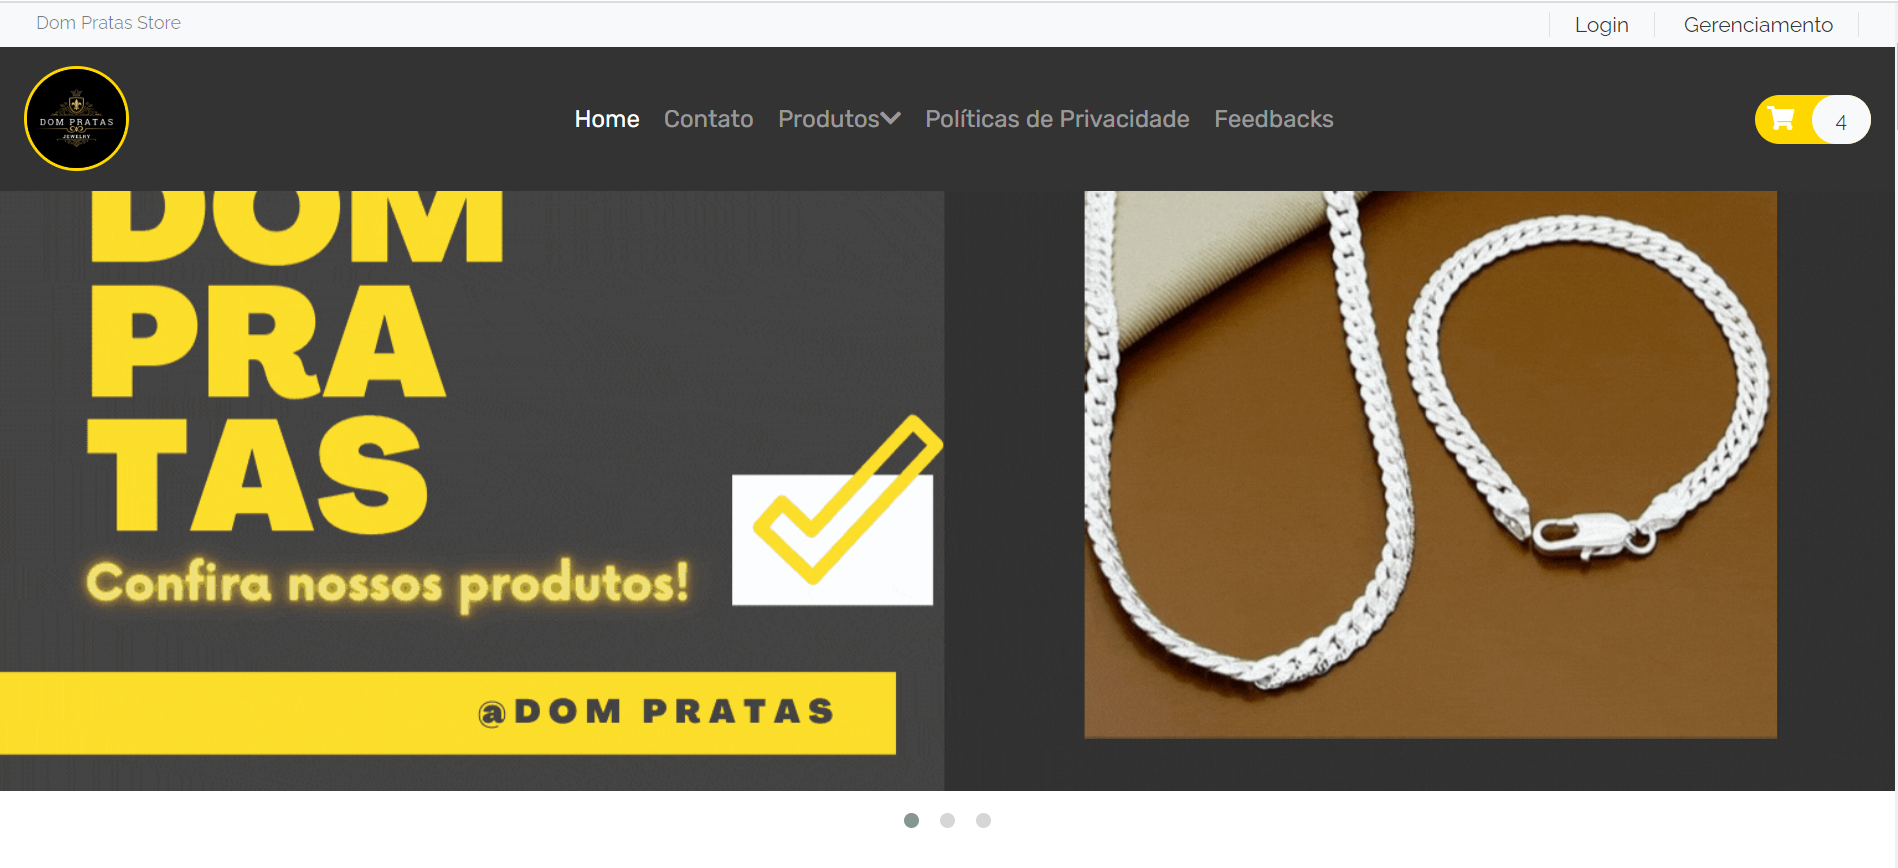 Dom Pratas Store
Login
Gerenciamento
DOM PRATAS
JEWELRY
Home
Contato
Produtos
Políticas de Privacidade
Feedbacks
4
DOM
PRA
TAS
Confira nossos produtos!
@DOM PRATAS